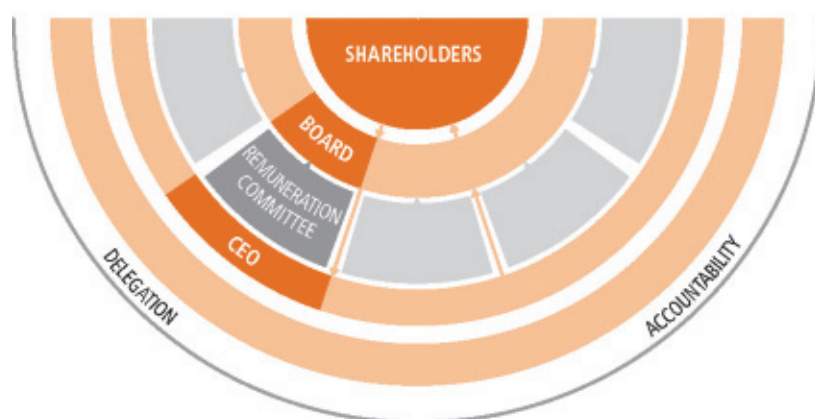 SHAREHOLDERS
BOARD
REMUNERATION
COMMITTEE
CEO
DELEGATION
ACCOUNTABILITY